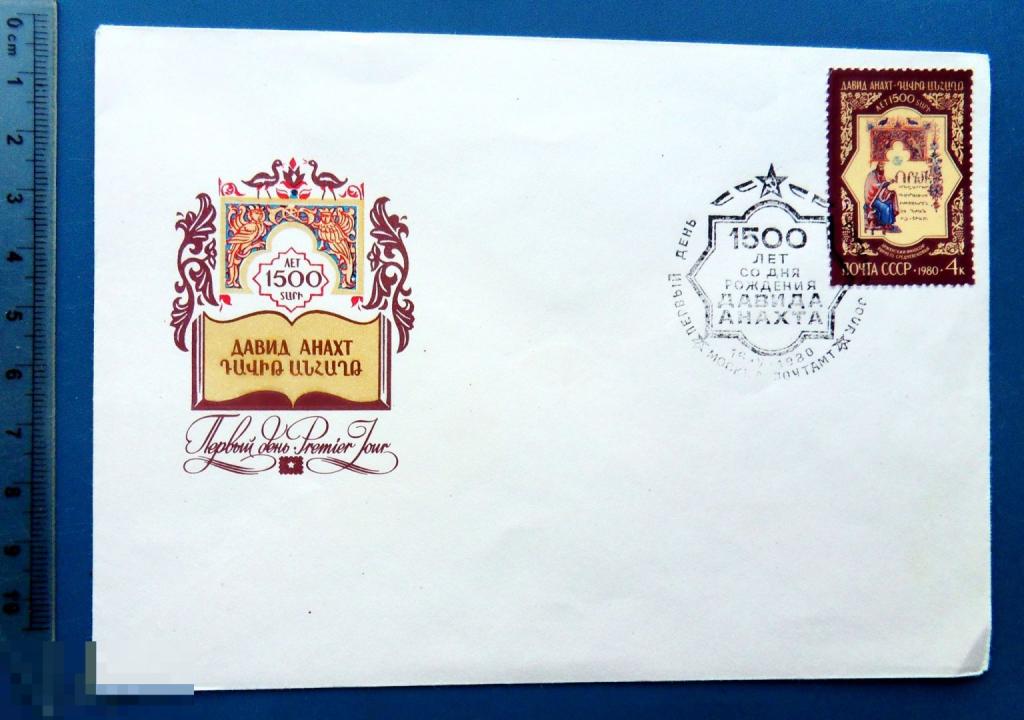 0 cm
1
2
3
4
5
6
7
8
9
10
ЛЕТ
1500
ՏԱՐԻ
ДАВИД АНАХТ
ԴԱՎԻԹ ԱՆՀԱՂԹ
Первый день · Premier Jour
ПЕРВЫЙ ДЕНЬ
1500
ЛЕТ
СО ДНЯ
РОЖДЕНИЯ
ДАВИДА
АНАХТА
1980
ПОЧТАМТ
ДАВИД АНАХТ · ԴԱՎԻԹ ԱՆՀԱՂԹ
ЛЕТ 1500 ՏԱՐԻ
ПОЧТА СССР · 1980 · 4к